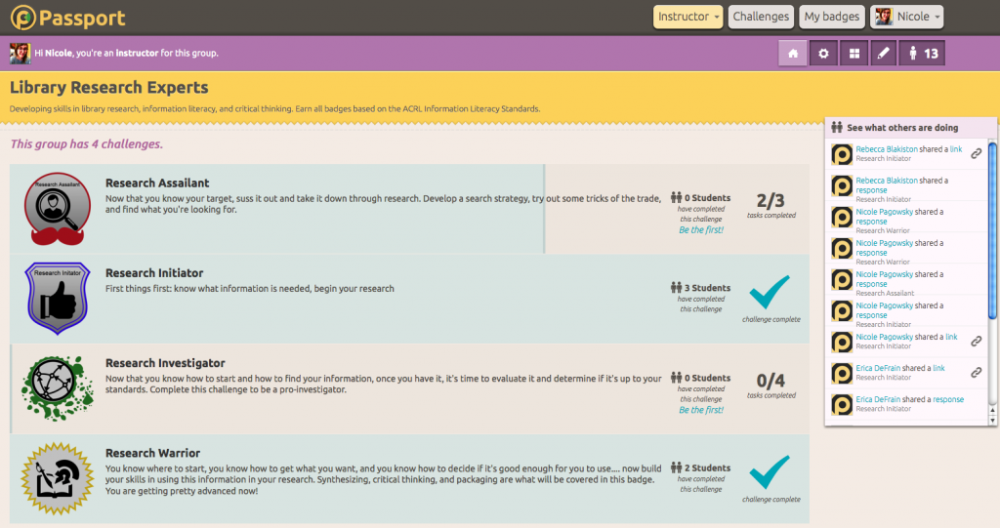 Passport
Instructor
Challenges
My badges
Nicole
Hi Nicole, you're an Instructor for this group.
13
Library Research Experts
Developing skills in library research, information literacy, and critical thinking. Earn all badges based on the ACRL Information Literacy Standards.
This group has 4 challenges.
Research Assailant
Research Assailant
Now that you know your target, suss it out and take it down through research. Develop a search strategy, try out some tricks of the trade,
and find what you're looking for.
0 Students
have completed
this challenge
Be the first!
2/3
tasks completed
Research Initator
Research Initiator
First things first: know what information is needed, begin your research
3 Students
have completed
this challenge
challenge complete
Research Investigator
Now that you know how to start and how to find your information, once you have it, it's time to evaluate it and determine if it's up to your
standards. Complete this challenge to be a pro-investigator.
0 Students
have completed
this challenge
Be the first!
0/4
tasks completed
Research Warrior
You know where to start, you know how to get what you want, and you know how to decide if it's good enough for you to use.... now build
your skills in using this information in your research. Synthesizing, critical thinking, and packaging are what will be covered in this badge.
You are getting pretty advanced now!
2 Students
have completed
this challenge
challenge complete
See what others are doing
Rebecca Blakiston shared a link
Research Initiator
Rebecca Blakiston shared a
response
Research Initiator
Nicole Pagowsky shared a
response
Research Warrior
Nicole Pagowsky shared a
response
Research Warrior
Nicole Pagowsky shared a
response
Research Assailant
Nicole Pagowsky shared a
response
Research Initiator
Nicole Pagowsky shared a link
Research Initiator
Erica DeFrain shared a link
Research Initiator
Erica DeFrain shared a response
Research Initiator